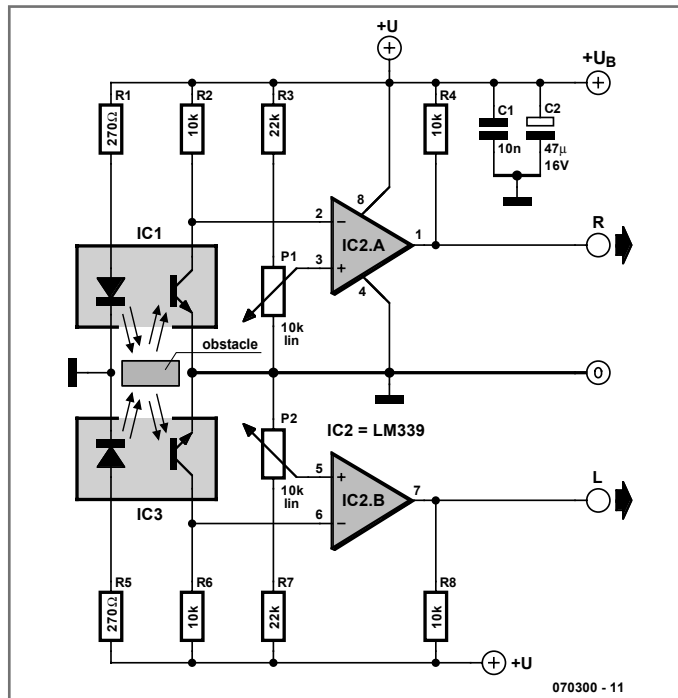 +U
+UB
R1
R2
R3
R4
270Ω
10k
22k
10k
C1
10n
C2
47µ
16V
IC1
2
3
8
1
4
IC2.A
R
P1
10k
lin
obstacle
0
P2
10k
lin
IC2 = LM339
5
6
7
IC2.B
L
IC3
R5
R6
R7
R8
270Ω
10k
22k
10k
+U
070300 - 11